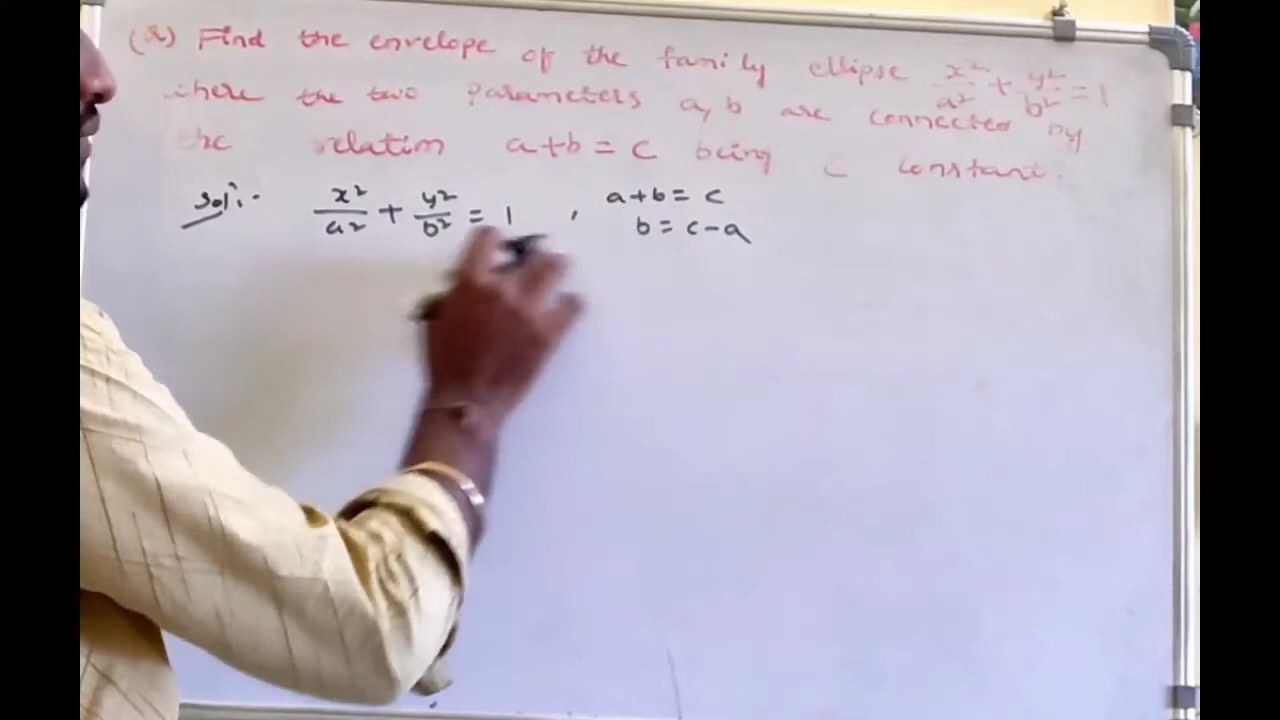 (2) Find the envelope of the family ellipse x²/a² + y²/b² = 1
where the two parameters a, b are connected by
the relation a+b = c being c constant.
Sol:- x²/a² + y²/b² = 1 , a+b = c
b = c-a